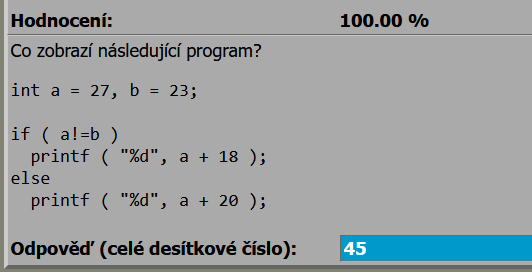 Hodnocení: 100.00 %
Co zobrazí následující program?
int a = 27, b = 23;
if ( a!=b )
  printf ( "%d", a + 18 );
else
  printf ( "%d", a + 20 );
Odpověď (celé desítkové číslo): 45